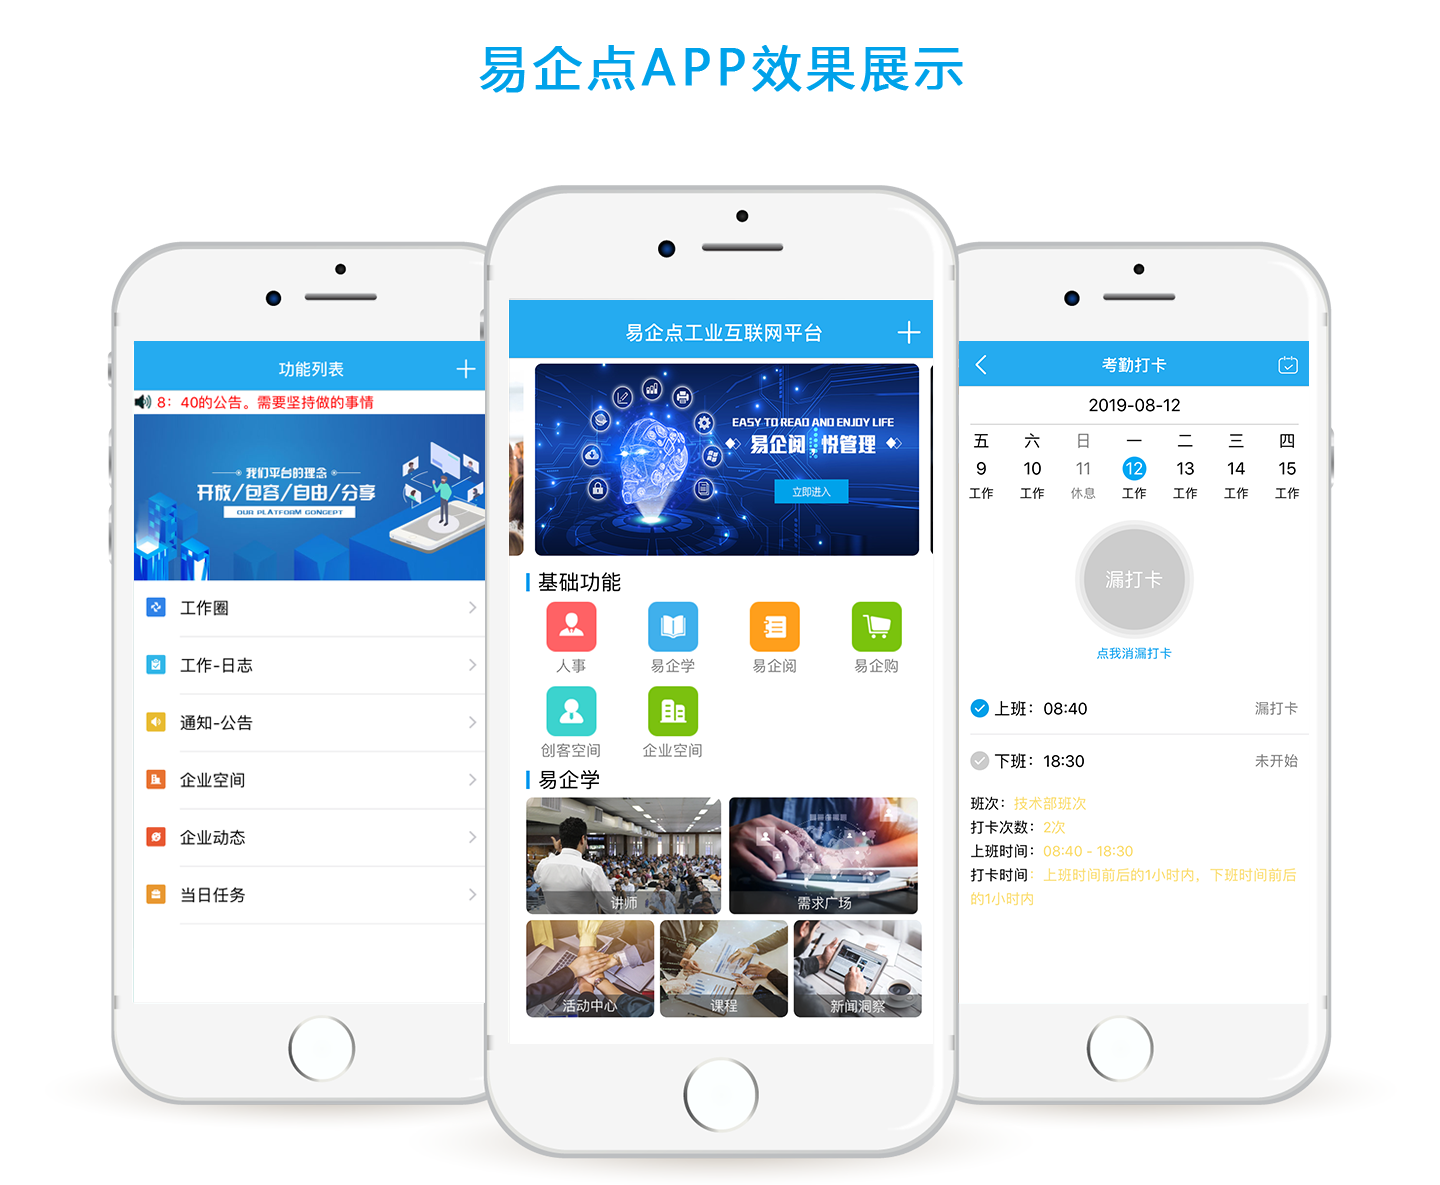 易企点APP效果展示
功能列表
8：40的公告。需要坚持做的事情
我们平台的理念
开放/包容/自由/分享
OUR PLATFORM GONGEPT
工作圈
工作-日志
通知-公告
企业空间
企业动态
当日任务
易企点工业互联网平台
EASY TO READ AND ENJOY LIFE
易企阅 悦管理
立即进入
基础功能
人事 易企学 易企阅 易企购
创客空间 企业空间
易企学
讲师 需求广场
活动中心 课程 新闻洞察
考勤打卡
2019-08-12
五 六 日 一 二 三 四
9 10 11 12 13 14 15
工作 工作 休息 工作 工作 工作 工作
漏打卡
点我消漏打卡
上班：08:40 漏打卡
下班：18:30 未开始
班次：技术部班次
打卡次数：2次
上班时间：08:40 - 18:30
打卡时间：上班时间前后的1小时内，下班时间前后
的1小时内